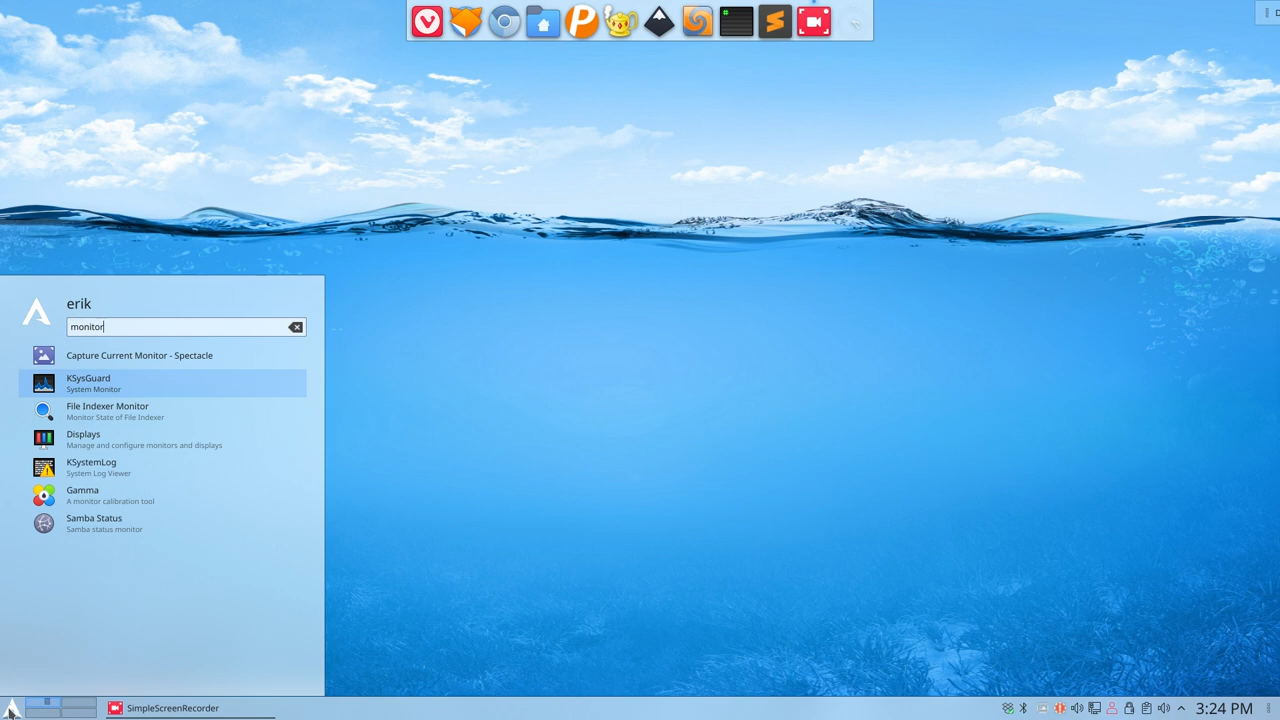 erik
monitor
Capture Current Monitor - Spectacle
KSysGuard
System Monitor
File Indexer Monitor
Monitor State of File Indexer
Displays
Manage and configure monitors and displays
KSystemLog
System Log Viewer
Gamma
A monitor calibration tool
Samba Status
Samba status monitor
SimpleScreenRecorder
3:24 PM